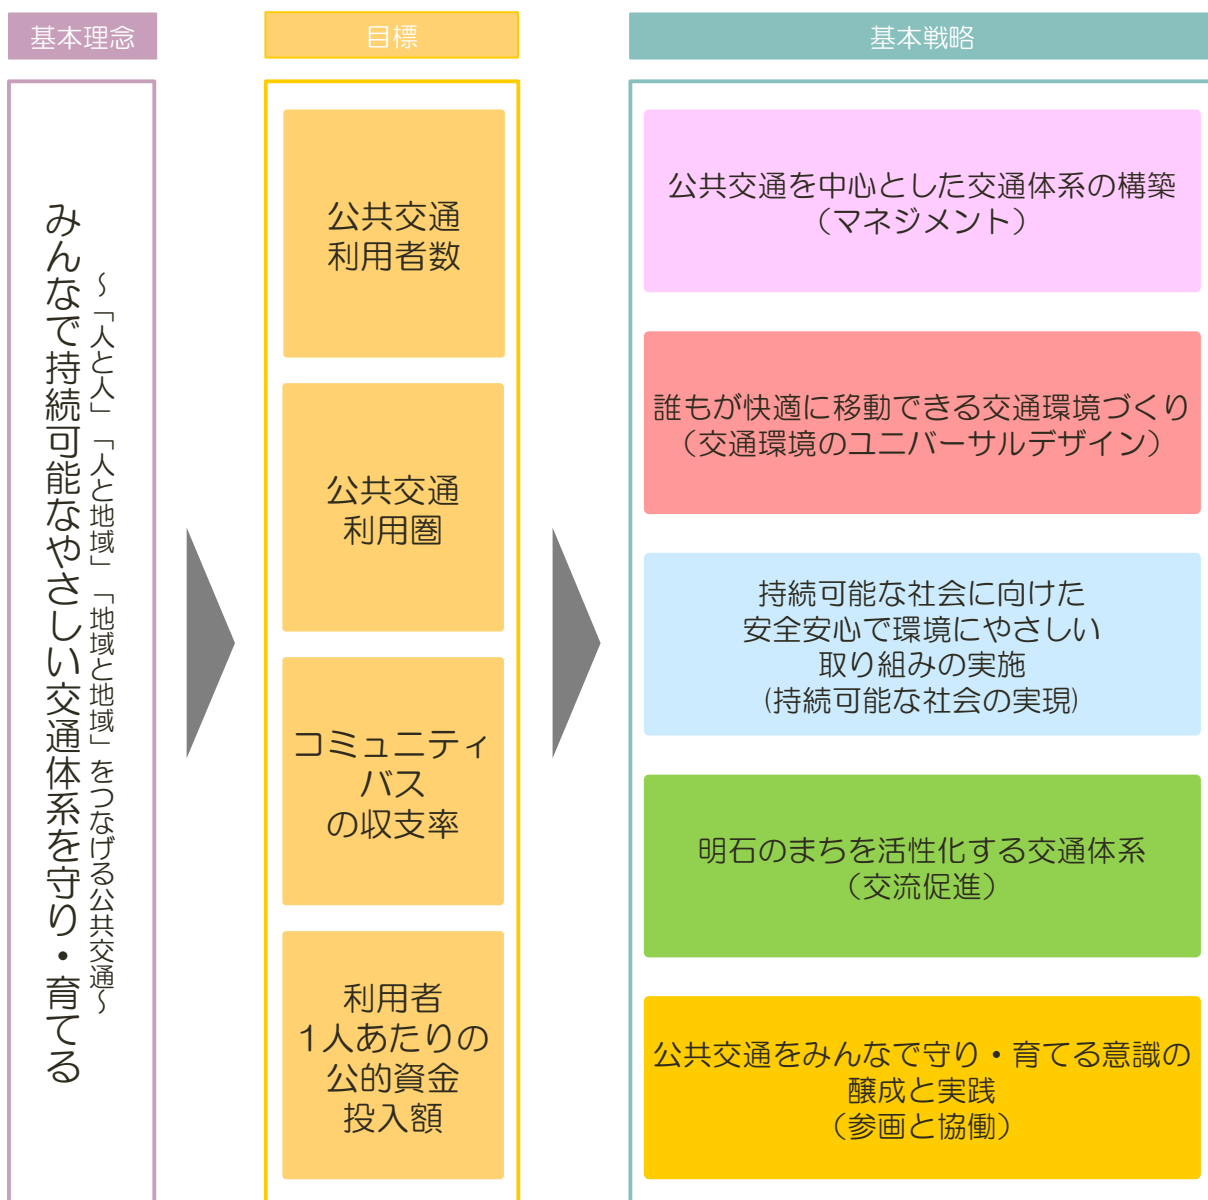 基本理念
みんなで持続可能なやさしい交通体系を守り・育てる
～「人と人」「人と地域」「地域と地域」をつなげる公共交通～
目標
公共交通
利用者数
公共交通
利用圏
コミュニティ
バス
の収支率
利用者
1人あたりの
公的資金
投入額
基本戦略
公共交通を中心とした交通体系の構築
（マネジメント）
誰もが快適に移動できる交通環境づくり
（交通環境のユニバーサルデザイン）
持続可能な社会に向けた
安全安心で環境にやさしい
取り組みの実施
(持続可能な社会の実現)
明石のまちを活性化する交通体系
（交流促進）
公共交通をみんなで守り・育てる意識の
醸成と実践
（参画と協働）